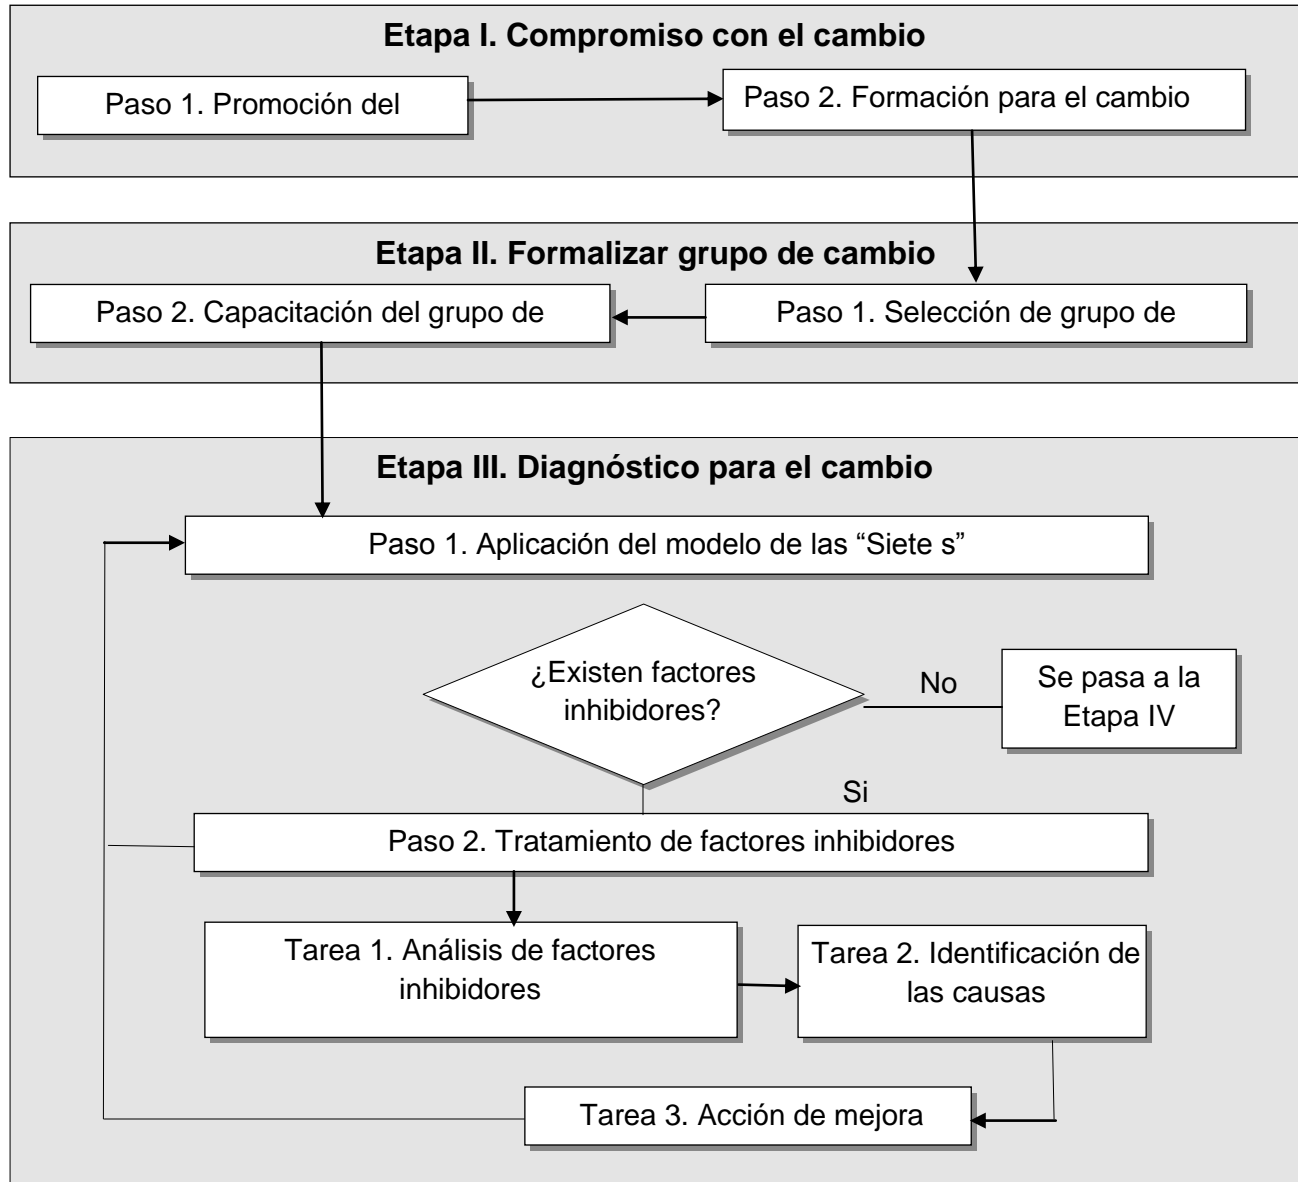 Etapa I. Compromiso con el cambio
Paso 1. Promoción del
Paso 2. Formación para el cambio
Etapa II. Formalizar grupo de cambio
Paso 2. Capacitación del grupo de
Paso 1. Selección de grupo de
Etapa III. Diagnóstico para el cambio
Paso 1. Aplicación del modelo de las “Siete s”
¿Existen factores
inhibidores?
No
Se pasa a la
Etapa IV
Si
Paso 2. Tratamiento de factores inhibidores
Tarea 1. Análisis de factores
inhibidores
Tarea 2. Identificación de
las causas
Tarea 3. Acción de mejora